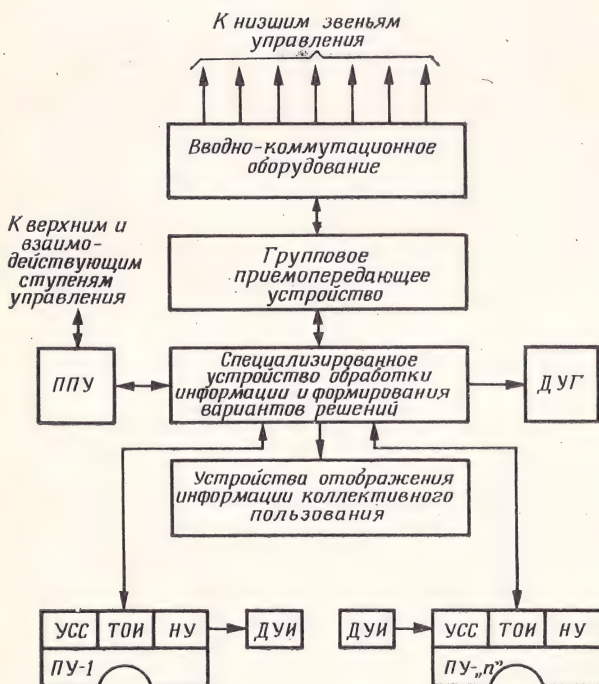 К низшим звеньям
управления
Вводно-коммутационное
оборудование
К верхним и
взаимо-
действующим
ступеням
управления
Групповое
приемопередающее
устройство
ППУ
Специализированное
устройство обработки
информации и формирования
вариантов решений
ДУГ
Устройства отображения
информации коллективного
пользования
УСС ТОИ НУ
ДУИ
ДУИ
УСС ТОИ НУ
ПУ-1
ПУ-„n"